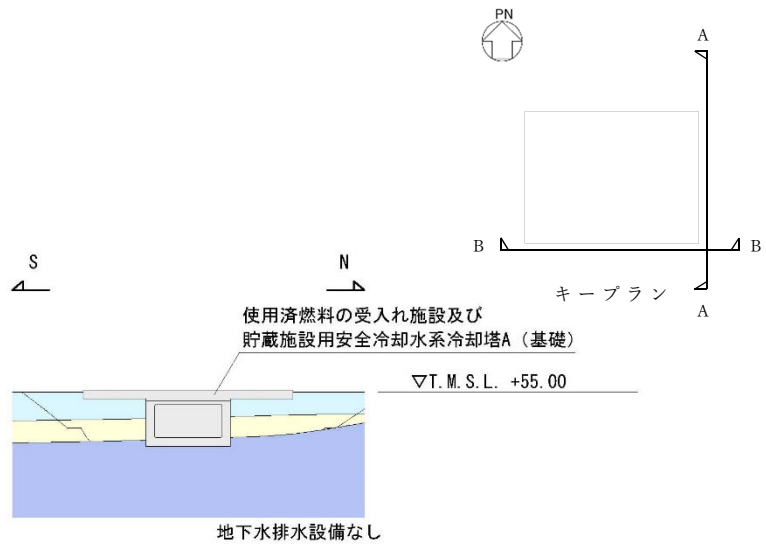 PN
A
B
B
キープラン
A
S
N
使用済燃料の受入れ施設及び
貯蔵施設用安全冷却水系冷却塔A（基礎）
▽T.M.S.L. +55.00
地下水排水設備なし